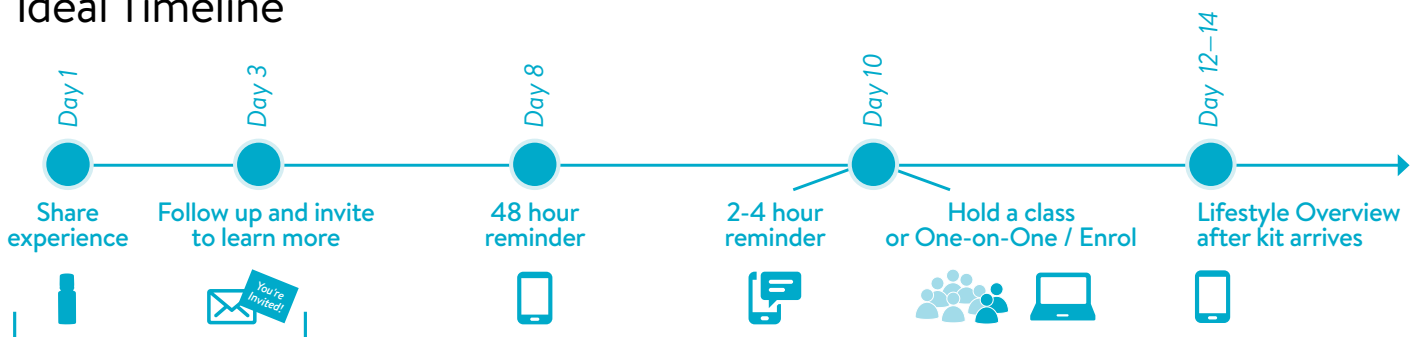 Ideal Timeline
Day 1
Day 3
Day 8
Day 10
Day 12–14
Share
experience
Follow up and invite
to learn more
48 hour
reminder
2-4 hour
reminder
Hold a class
or One-on-One / Enrol
Lifestyle Overview
after kit arrives
You're
Invited!